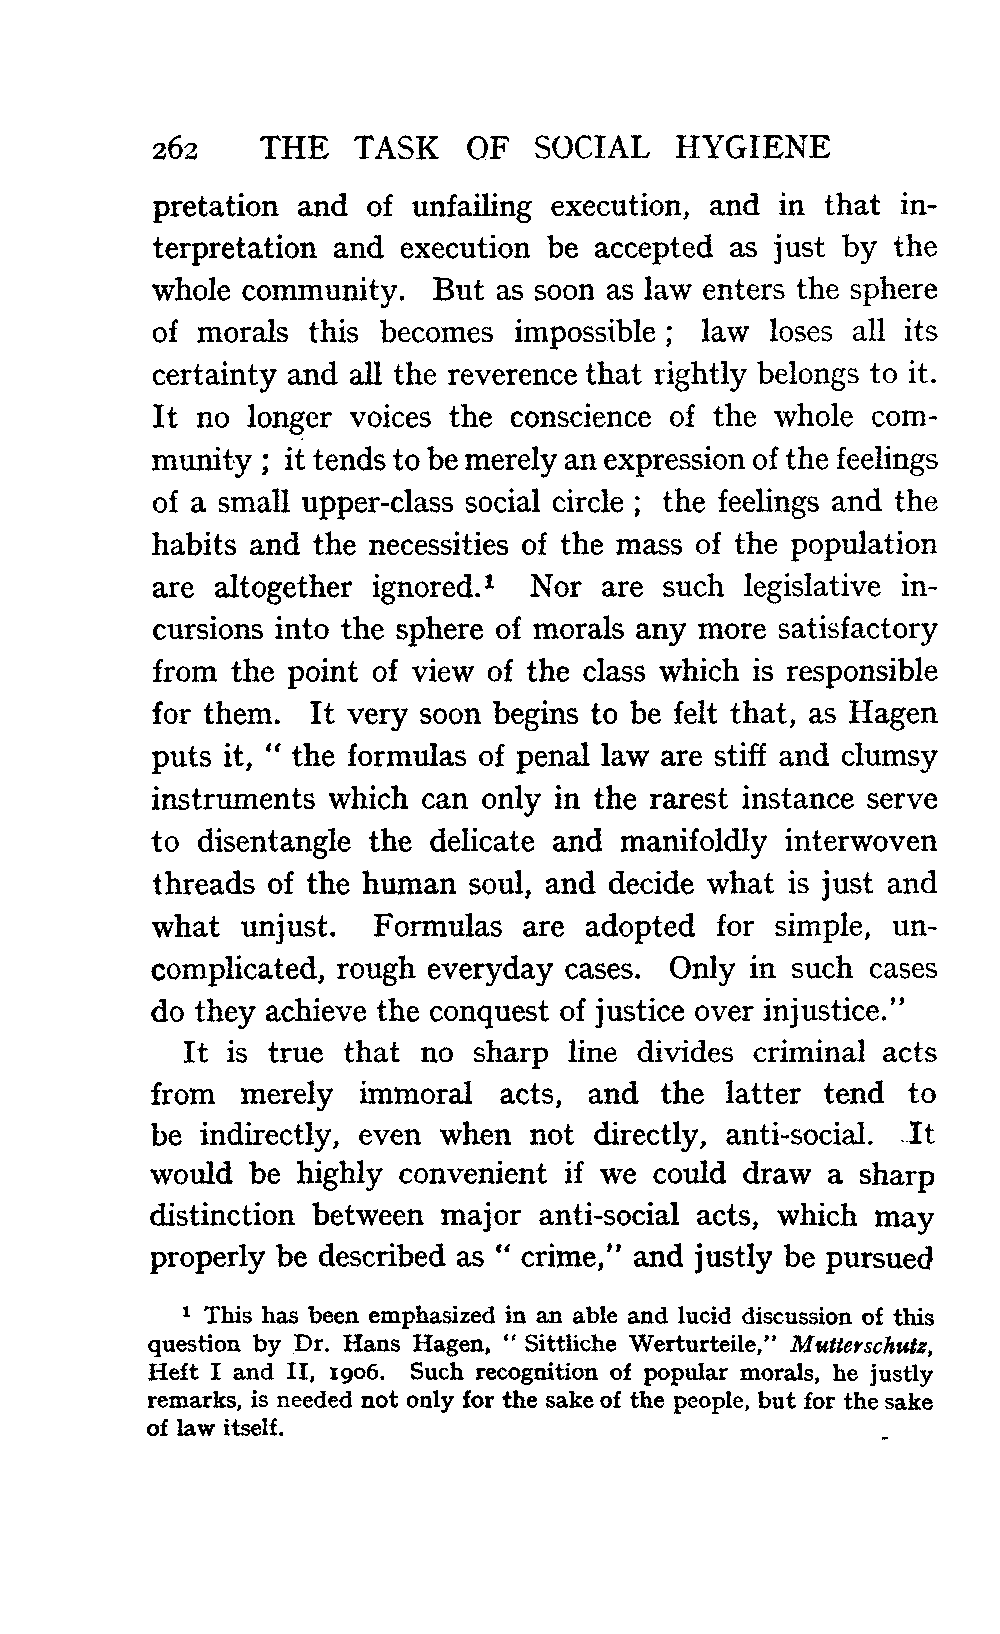 262 THE TASK OF SOCIAL HYGIENE
pretation and of unfailing execution, and in that in-
terpretation and execution be accepted as just by the
whole community. But as soon as law enters the sphere
of morals this becomes impossible ; law loses all its
certainty and all the reverence that rightly belongs to it.
It no longer voices the conscience of the whole com-
munity ; it tends to be merely an expression of the feelings
of a small upper-class social circle ; the feelings and the
habits and the necessities of the mass of the population
are altogether ignored.¹ Nor are such legislative in-
cursions into the sphere of morals any more satisfactory
from the point of view of the class which is responsible
for them. It very soon begins to be felt that, as Hagen
puts it, " the formulas of penal law are stiff and clumsy
instruments which can only in the rarest instance serve
to disentangle the delicate and manifoldly interwoven
threads of the human soul, and decide what is just and
what unjust. Formulas are adopted for simple, un-
complicated, rough everyday cases. Only in such cases
do they achieve the conquest of justice over injustice."
It is true that no sharp line divides criminal acts
from merely immoral acts, and the latter tend to
be indirectly, even when not directly, anti-social. It
would be highly convenient if we could draw a sharp
distinction between major anti-social acts, which may
properly be described as " crime," and justly be pursued
¹ This has been emphasized in an able and lucid discussion of this
question by Dr. Hans Hagen, " Sittliche Werturteile," Mutterschutz,
Heft I and II, 1906. Such recognition of popular morals, he justly
remarks, is needed not only for the sake of the people, but for the sake
of law itself.